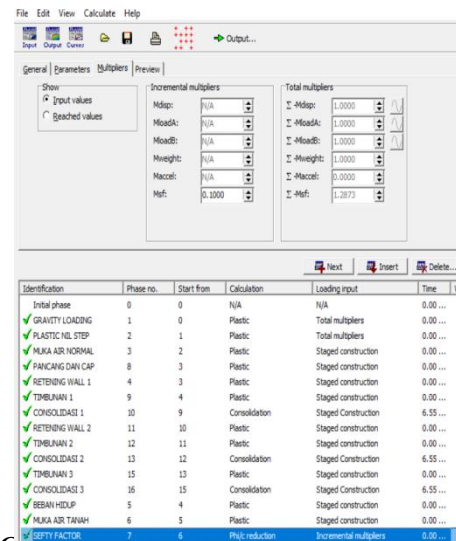 File Edit View Calculate Help
Input Output Curves Output...
General Parameters Multipliers Preview
Show Incremental multipliers Total multipliers
Input values Mdisp: N/A Σ -Mdisp: 1.0000
Reached values MloadA: N/A Σ -MloadA: 1.0000
MloadB: N/A Σ -MloadB: 1.0000
Mweight: N/A Σ -Mweight: 1.0000
Maccel: N/A Σ -Maccel: 0.0000
Msf: 0.1000 Σ -Msf: 1.2873
Next Insert Delete...
Identification Phase no. Start from Calculation Loading input Time
Initial phase 0 0 N/A N/A 0.00 ...
GRAVITY LOADING 1 0 Plastic Total multipliers 0.00 ...
PLASTIC NIL STEP 2 1 Plastic Total multipliers 0.00 ...
MUKA AIR NORMAL 3 2 Plastic Staged construction 0.00 ...
PANCANG DAN CAP 8 3 Plastic Staged construction 0.00 ...
RETENING WALL 1 4 3 Plastic Staged construction 0.00 ...
TIMBUNAN 1 9 4 Plastic Staged construction 0.00 ...
CONSOLIDASI 1 10 9 Consolidation Staged Construction 6.55 ...
RETENING WALL 2 11 10 Plastic Staged construction 0.00 ...
TIMBUNAN 2 12 11 Plastic Staged construction 0.00 ...
CONSOLIDASI 2 13 12 Consolidation Staged Construction 6.55 ...
TIMBUNAN 3 15 13 Plastic Staged construction 0.00 ...
CONSOLIDASI 3 16 15 Consolidation Staged Construction 6.55 ...
BEBAN HIDUP 5 4 Plastic Staged construction 0.00 ...
MUKA AIR TANAH 6 5 Plastic Staged construction 0.00 ...
SEFTY FACTOR 7 6 Phi/c reduction Incremental multipliers 0.00 ...